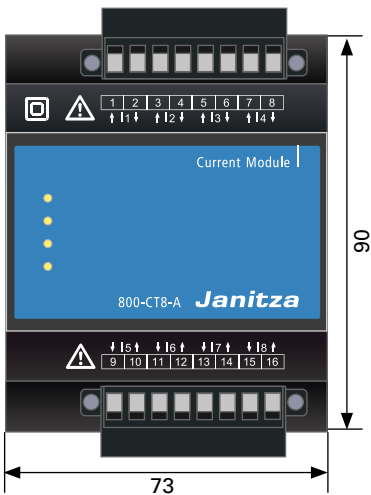 1 2 3 4 5 6 7 8
I1 I2 I3 I4
Current Module
90
800-CT8-A Janitza
I5 I6 I7 I8
9 10 11 12 13 14 15 16
73